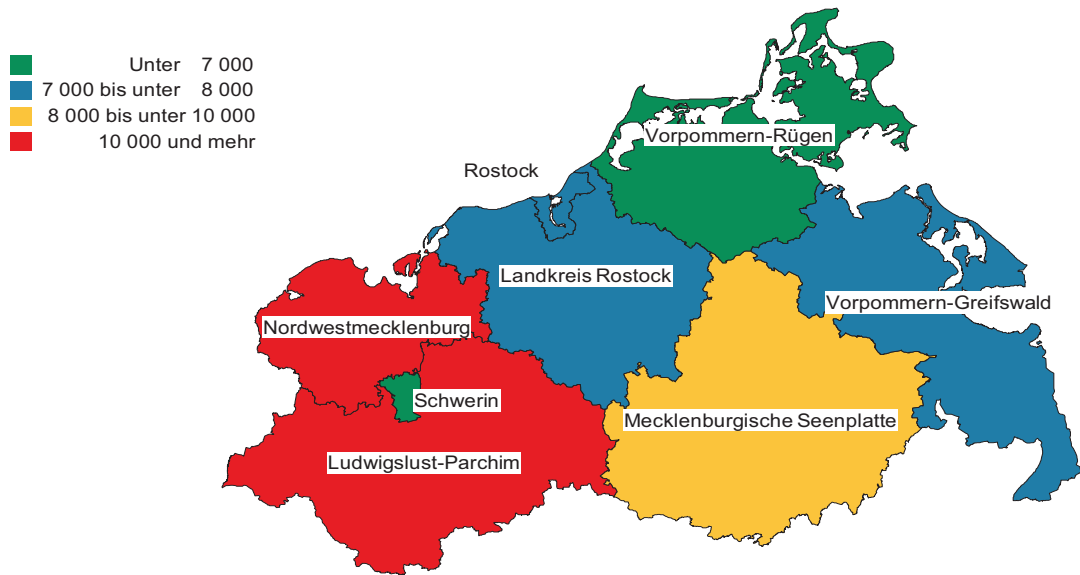 Unter 7 000
7 000 bis unter 8 000
8 000 bis unter 10 000
10 000 und mehr
Vorpommern-Rügen
Rostock
Landkreis Rostock
Vorpommern-Greifswald
Nordwestmecklenburg
Schwerin
Mecklenburgische Seenplatte
Ludwigslust-Parchim